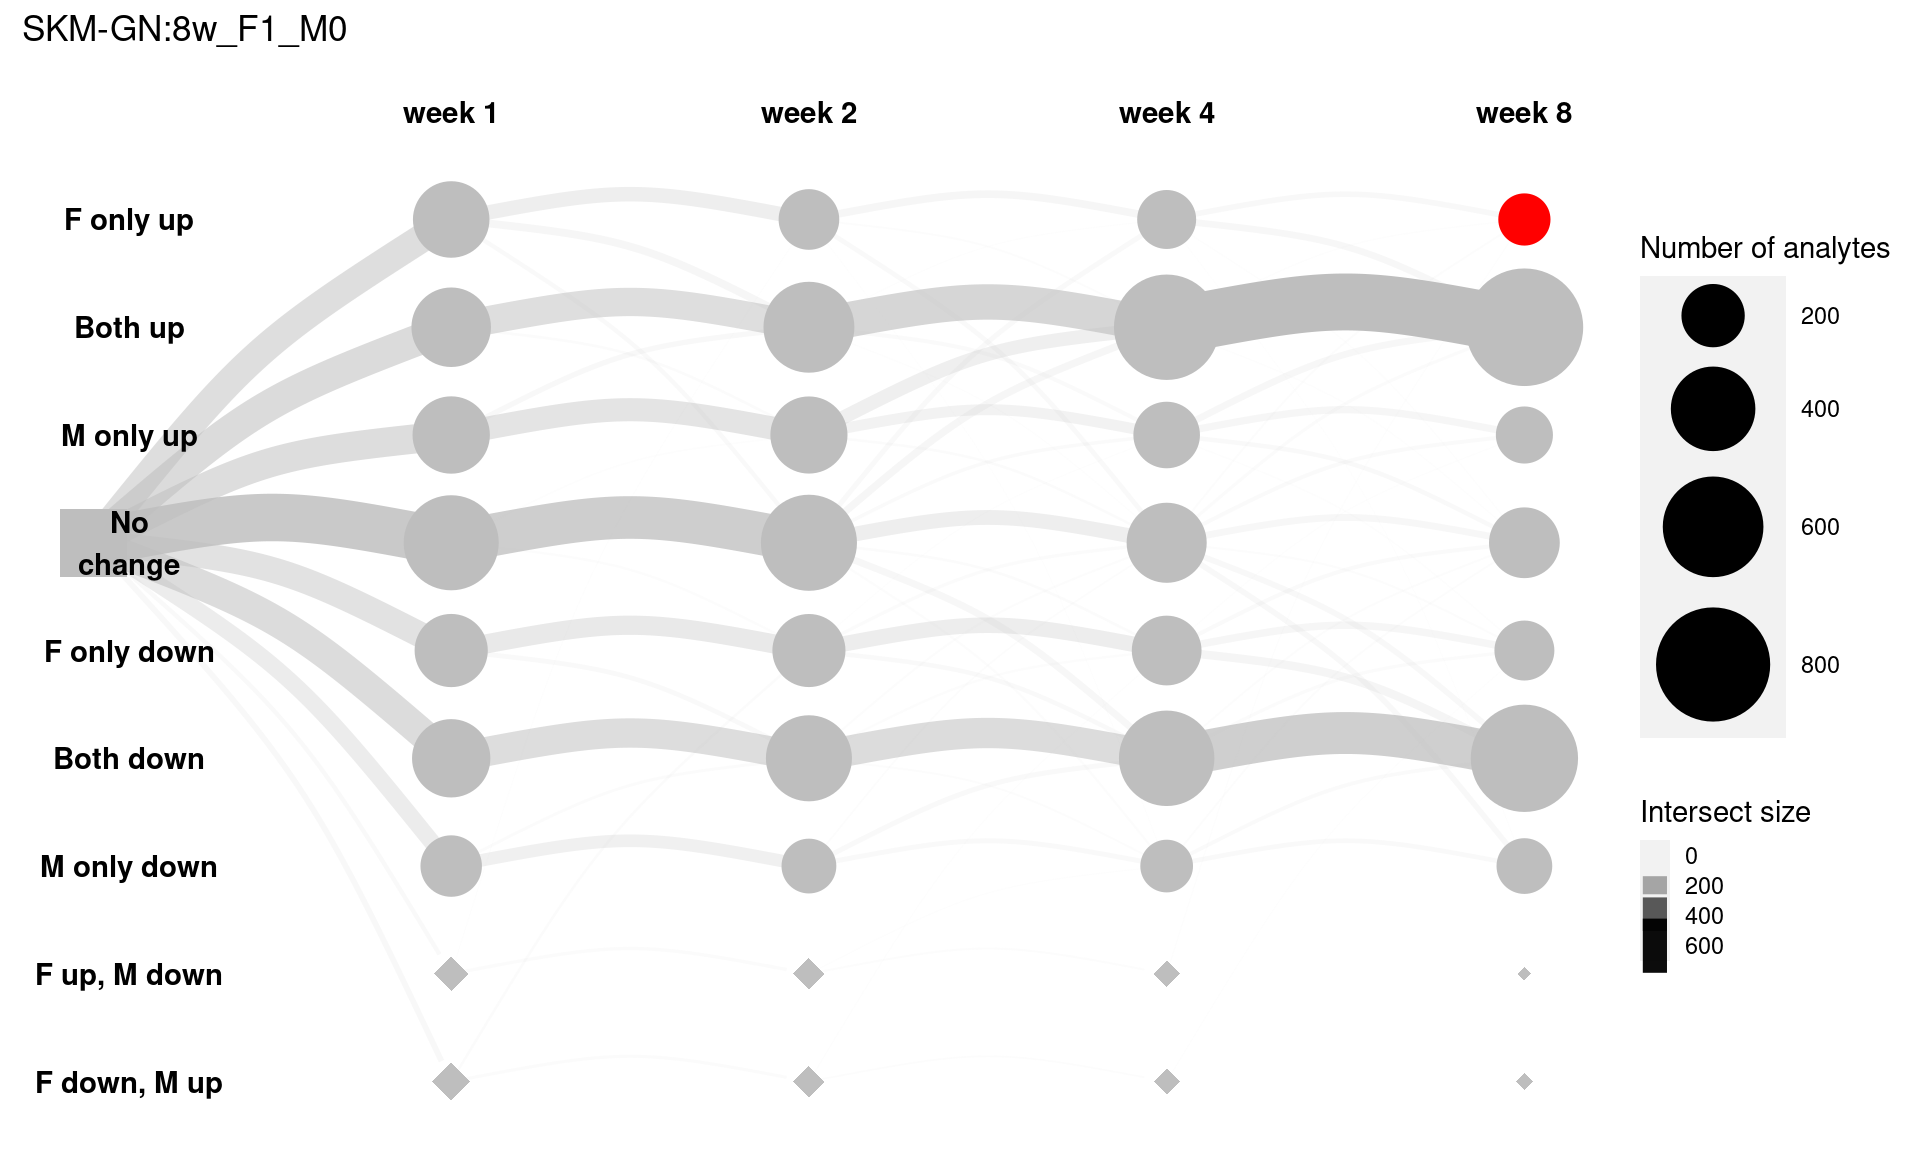 SKM-GN:8w_F1_M0
week 1
week 2
week 4
week 8
F only up
Both up
M only up
No
change
F only down
Both down
M only down
F up, M down
F down, M up
Number of analytes
200
400
600
800
Intersect size
0
200
400
600